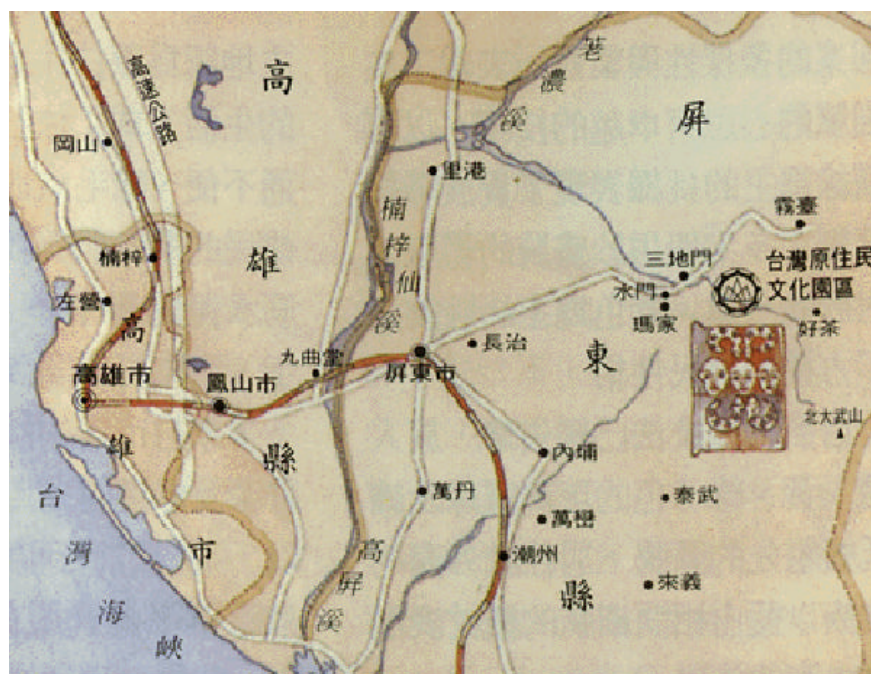 高速公路
高
荖濃溪
屏
岡山
里港
霧臺
楠梓仙溪
雄
楠梓
三地門
台灣原住民
文化園區
水門
左營
瑪家
好茶
高
長治
東
九曲堂
屏東市
高雄市
鳳山市
北大武山
雄
縣
內埔
台灣海峽
萬丹
泰武
萬巒
市
高屏溪
潮州
來義
縣